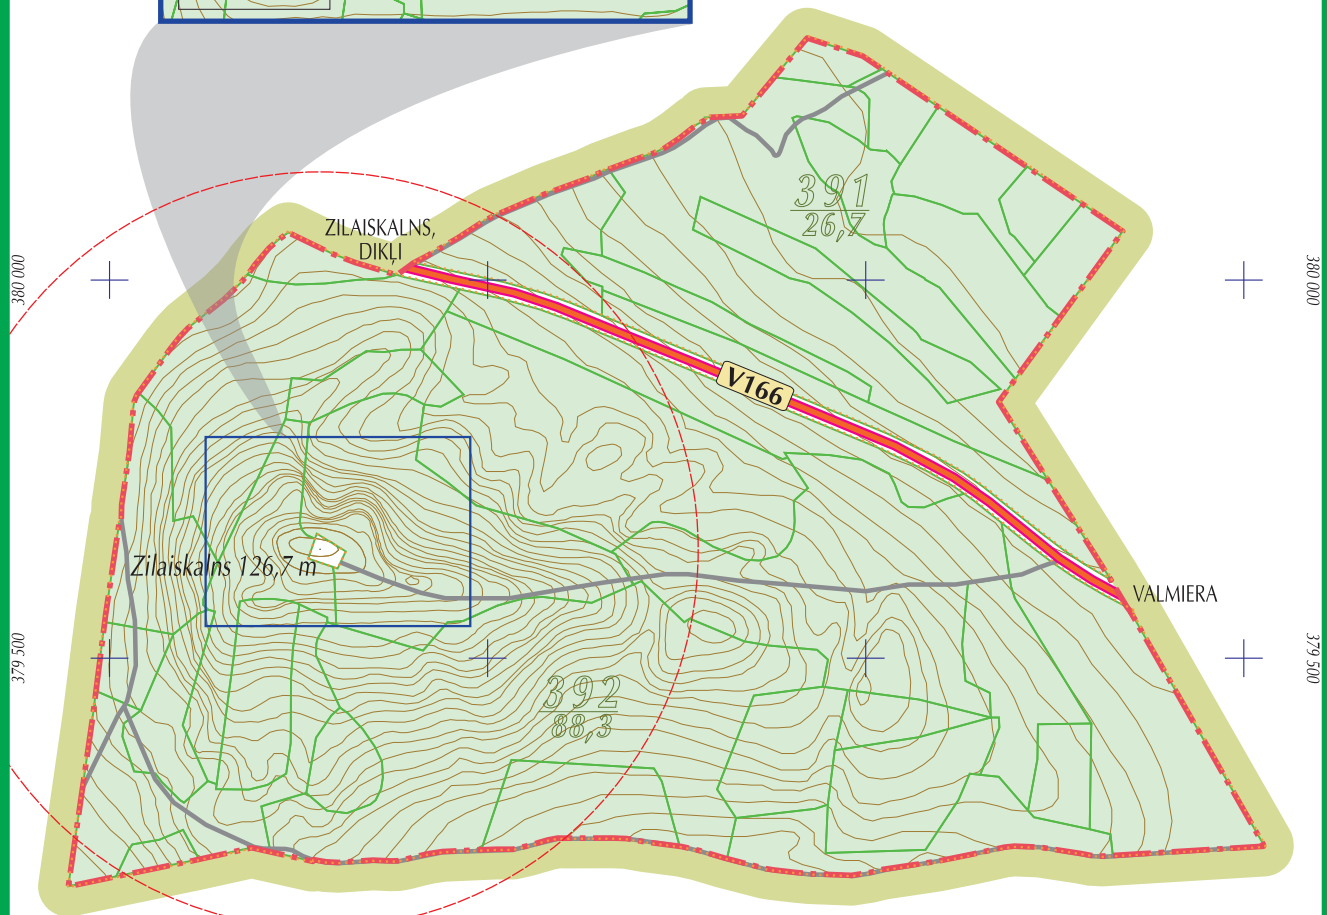 391
26,7
ZILAISKALNS,
DIKĻI
380 000
380 000
V166
Zilaiskalns 126,7 m
VALMIERA
379 500
379 500
392
88,3